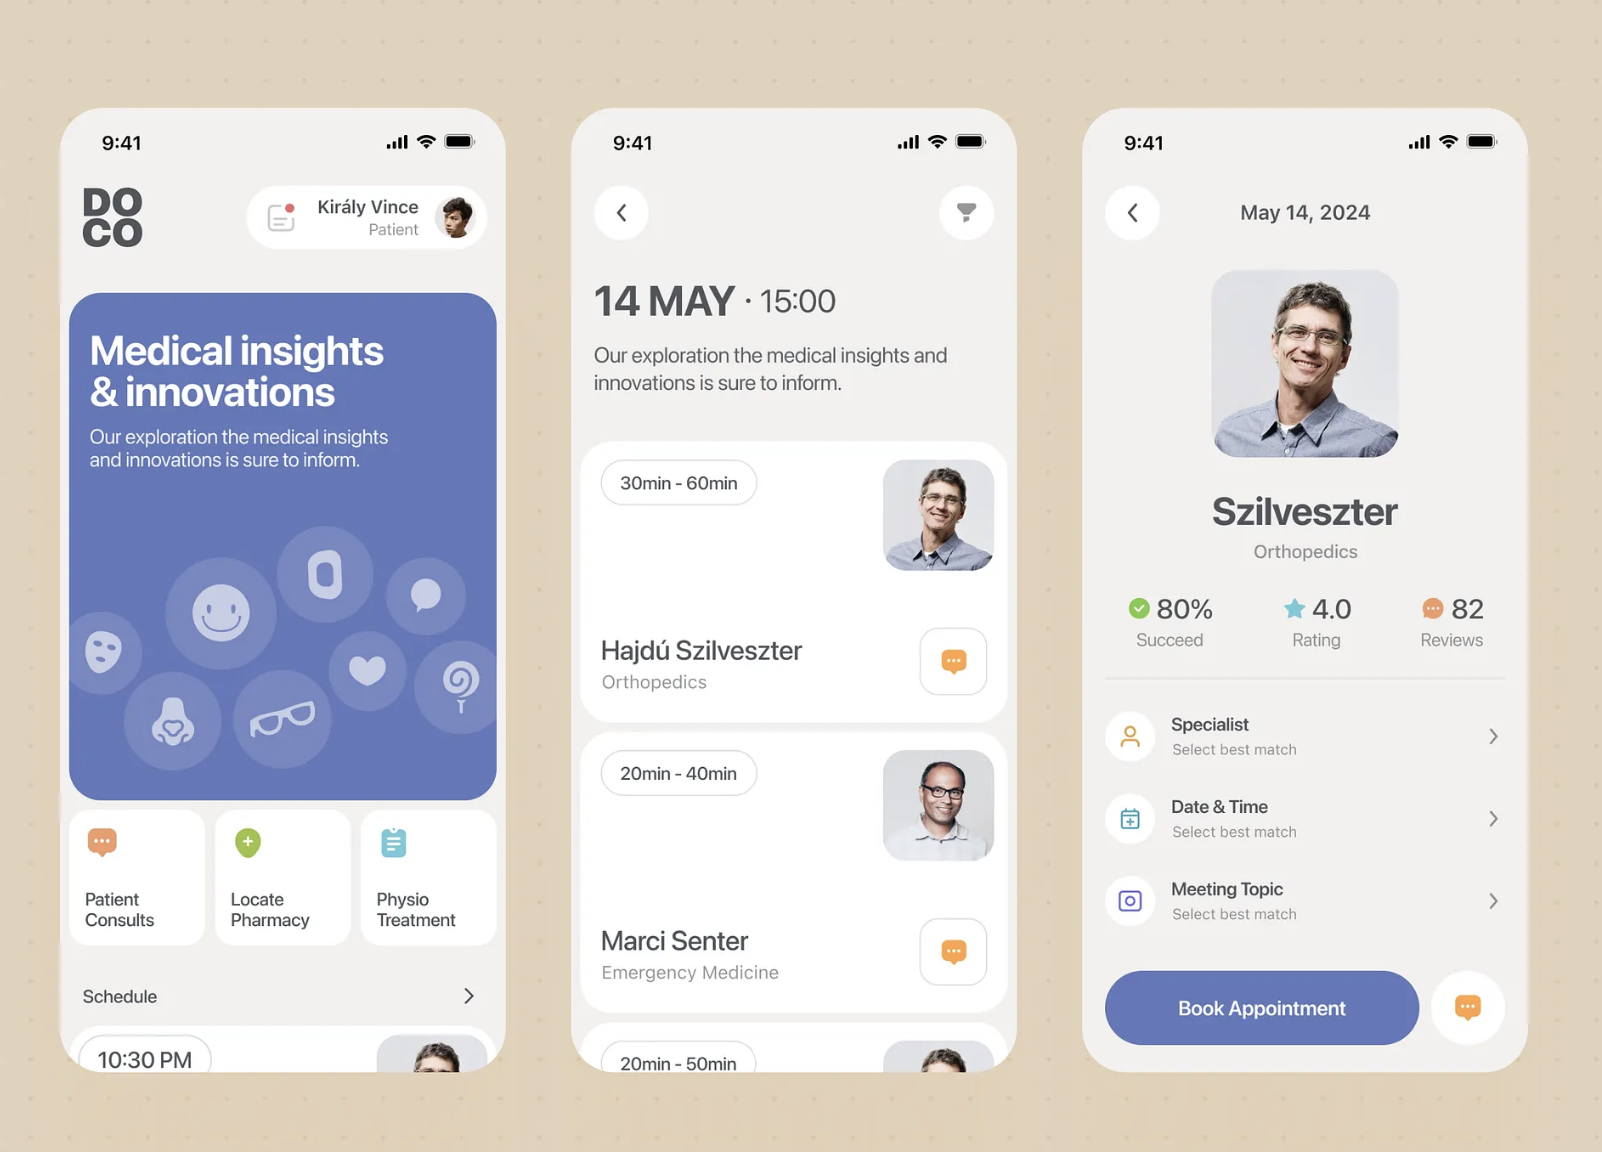 9:41
DO
CO
Király Vince
Patient
Medical insights
& innovations
Our exploration the medical insights
and innovations is sure to inform.
Patient
Consults
Locate
Pharmacy
Physio
Treatment
Schedule
10:30 PM
9:41
14 MAY · 15:00
Our exploration the medical insights and
innovations is sure to inform.
30min - 60min
Hajdú Szilveszter
Orthopedics
20min - 40min
Marci Senter
Emergency Medicine
20min - 50min
9:41
May 14, 2024
Szilveszter
Orthopedics
80%
Succeed
4.0
Rating
82
Reviews
Specialist
Select best match
Date & Time
Select best match
Meeting Topic
Select best match
Book Appointment